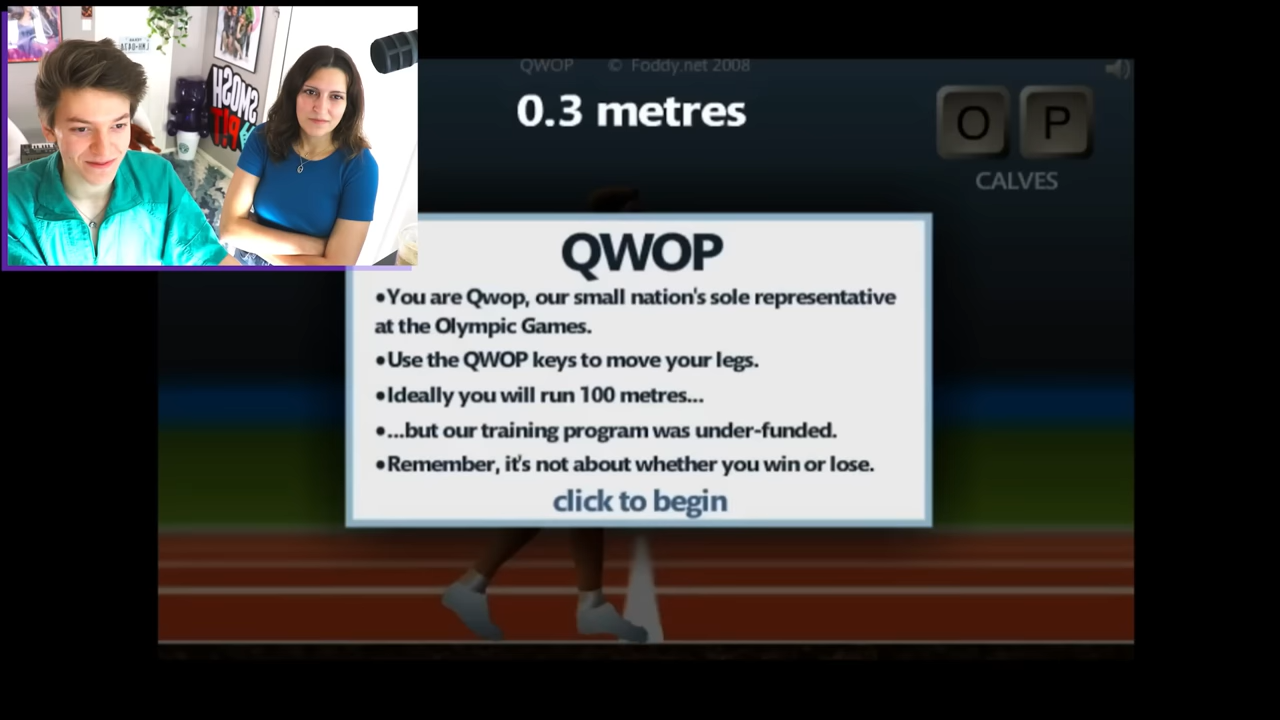 SMOSH
PIT
QWOP © Foddy.net 2008
0.3 metres
O P
CALVES
QWOP
•You are Qwop, our small nation's sole representative
at the Olympic Games.
•Use the QWOP keys to move your legs.
•Ideally you will run 100 metres...
•...but our training program was under-funded.
•Remember, it's not about whether you win or lose.
click to begin